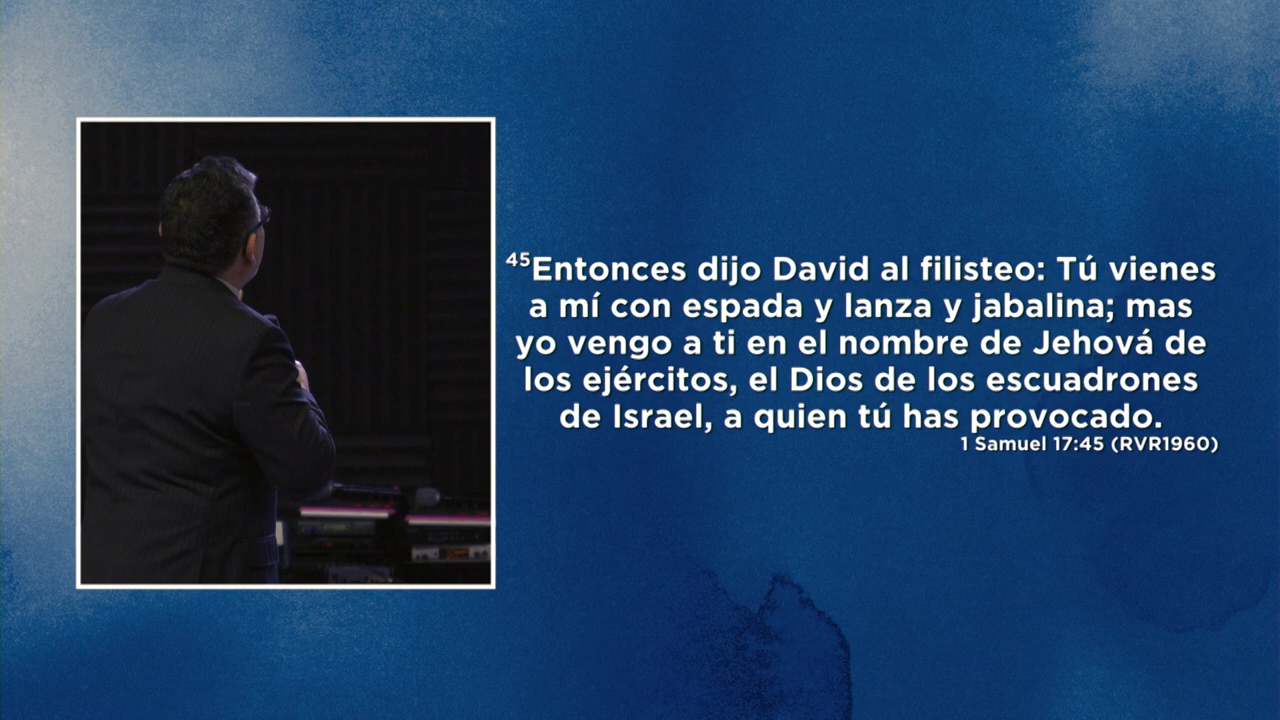 ⁴⁵Entonces dijo David al filisteo: Tú vienes
a mí con espada y lanza y jabalina; mas
yo vengo a ti en el nombre de Jehová de
los ejércitos, el Dios de los escuadrones
de Israel, a quien tú has provocado.
1 Samuel 17:45 (RVR1960)